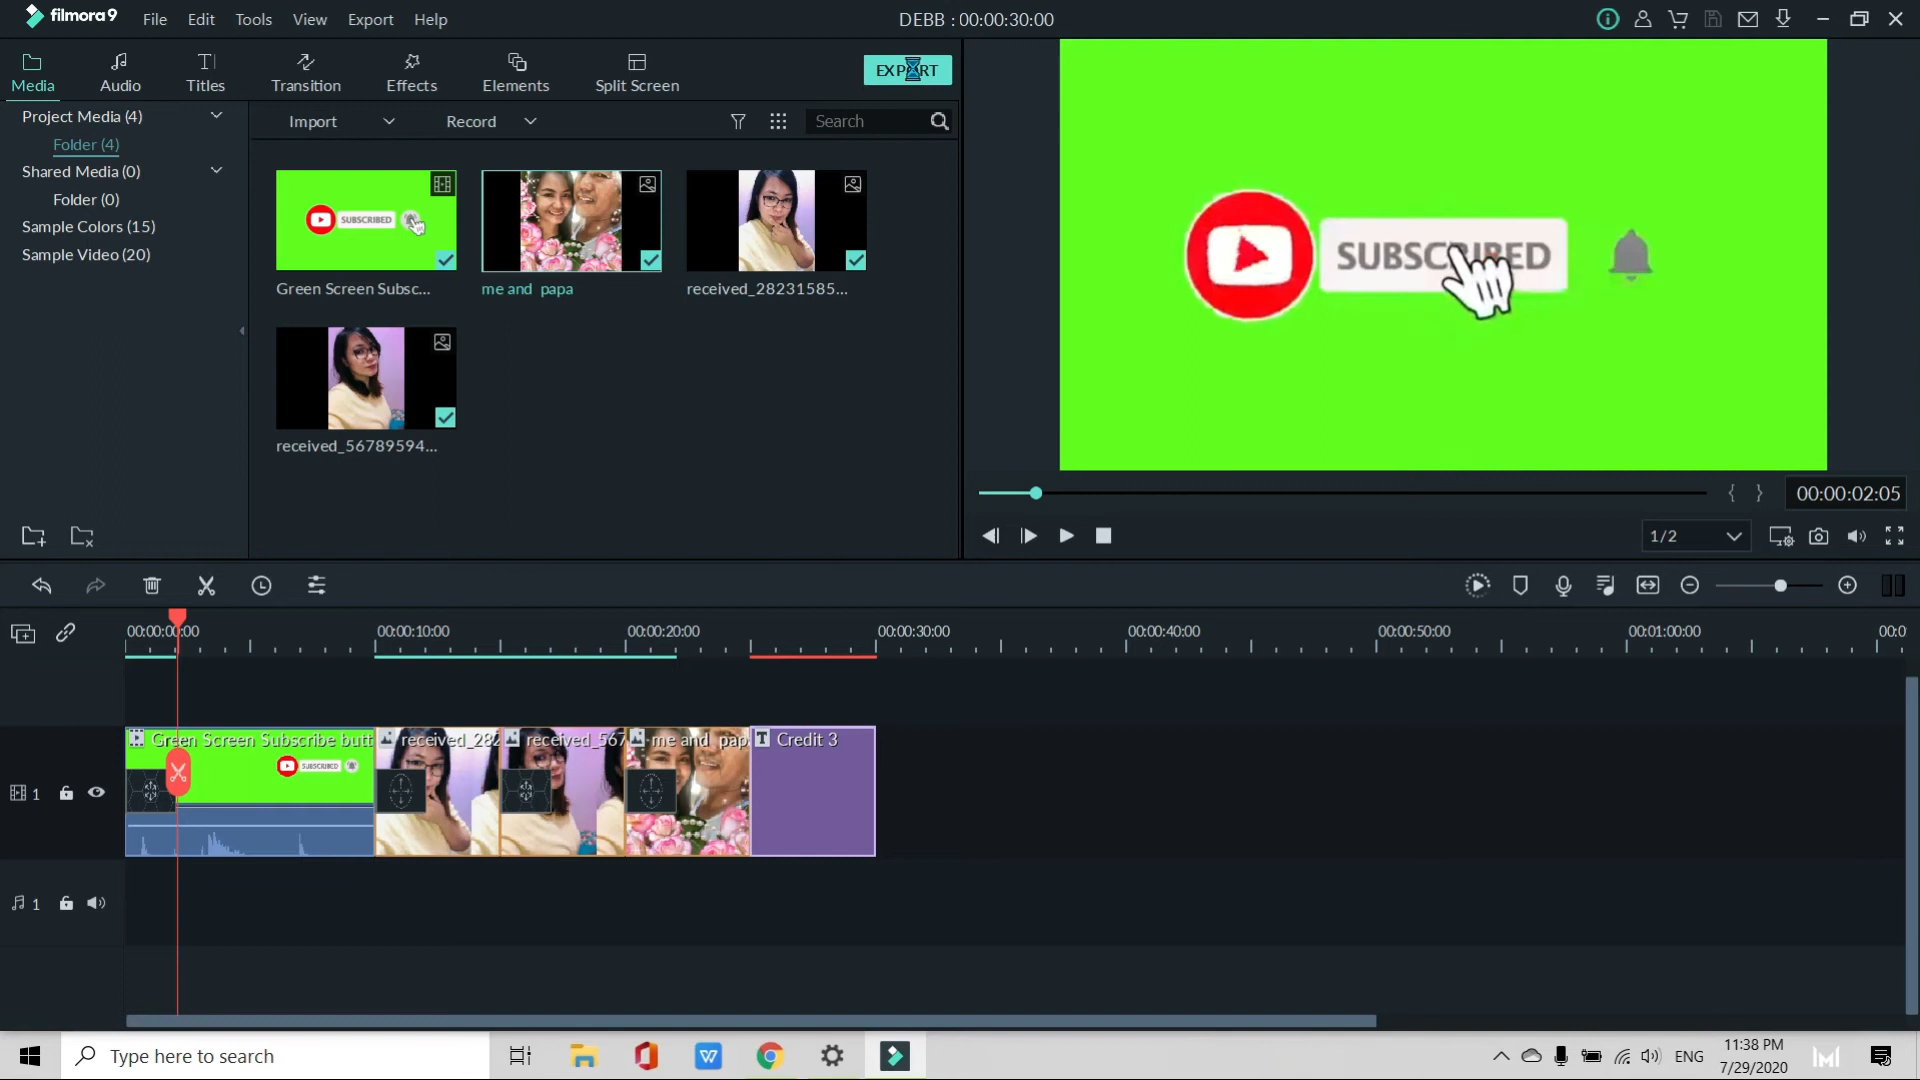 filmora9 File Edit Tools View Export Help DEBB : 00:00:30:00
Media Audio Titles Transition Effects Elements Split Screen EXPORT
Project Media (4)
Folder (4)
Shared Media (0)
Folder (0)
Sample Colors (15)
Sample Video (20)
Import Record Search
SUBSCRIBED
Green Screen Subsc... me and papa received_28231585...
received_56789594...
SUBSCRIBED
00:00:02:05
1/2
00:00:00:00 00:00:10:00 00:00:20:00 00:00:30:00 00:00:40:00 00:00:50:00 00:01:00:00 00:0
Green Screen Subscribe butt received_282 received_567 me and pap Credit 3
SUBSCRIBED
1
1
Type here to search
ENG
11:38 PM
7/29/2020